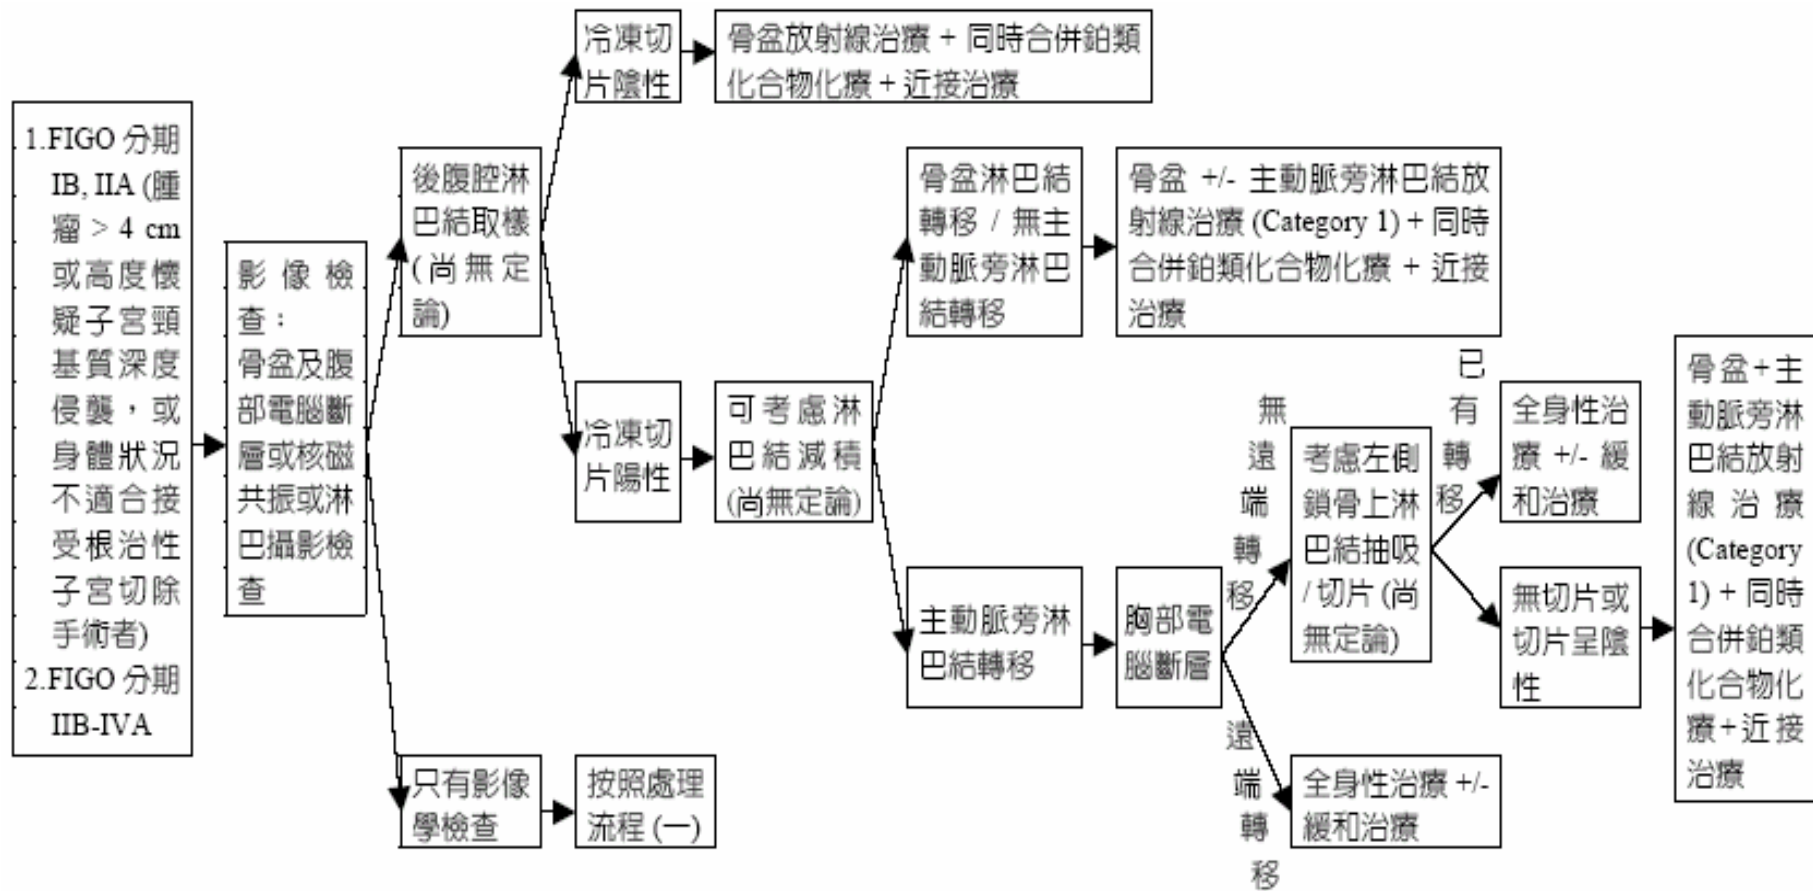 1.FIGO 分期
IB, IIA (腫
瘤 > 4 cm
或高度懷
疑子宮頸
基質深度
侵襲，或
身體狀況
不適合接
受根治性
子宮切除
手術者)
2.FIGO 分期
IIB-IVA
影像檢
查：
骨盆及腹
部電腦斷
層或核磁
共振或淋
巴攝影檢
查
後腹腔淋
巴結取樣
(尚無定
論)
冷凍切
片陰性
骨盆放射線治療 + 同時合併鉑類
化合物化療 + 近接治療
冷凍切
片陽性
可考慮淋
巴結減積
(尚無定論)
骨盆淋巴結
轉移 / 無主
動脈旁淋巴
結轉移
骨盆 +/- 主動脈旁淋巴結放
射線治療 (Category 1) + 同時
合併鉑類化合物化療 + 近接
治療
主動脈旁淋
巴結轉移
胸部電
腦斷層
無遠端轉移
考慮左側
鎖骨上淋
巴結抽吸
/ 切片 (尚
無定論)
已有轉移
全身性治
療 +/- 緩
和治療
無切片或
切片呈陰
性
骨盆+主
動脈旁淋
巴結放射
線治療
(Category
1) + 同時
合併鉑類
化合物化
療+近接
治療
遠端轉移
全身性治療 +/-
緩和治療
只有影像
學檢查
按照處理
流程 (一)